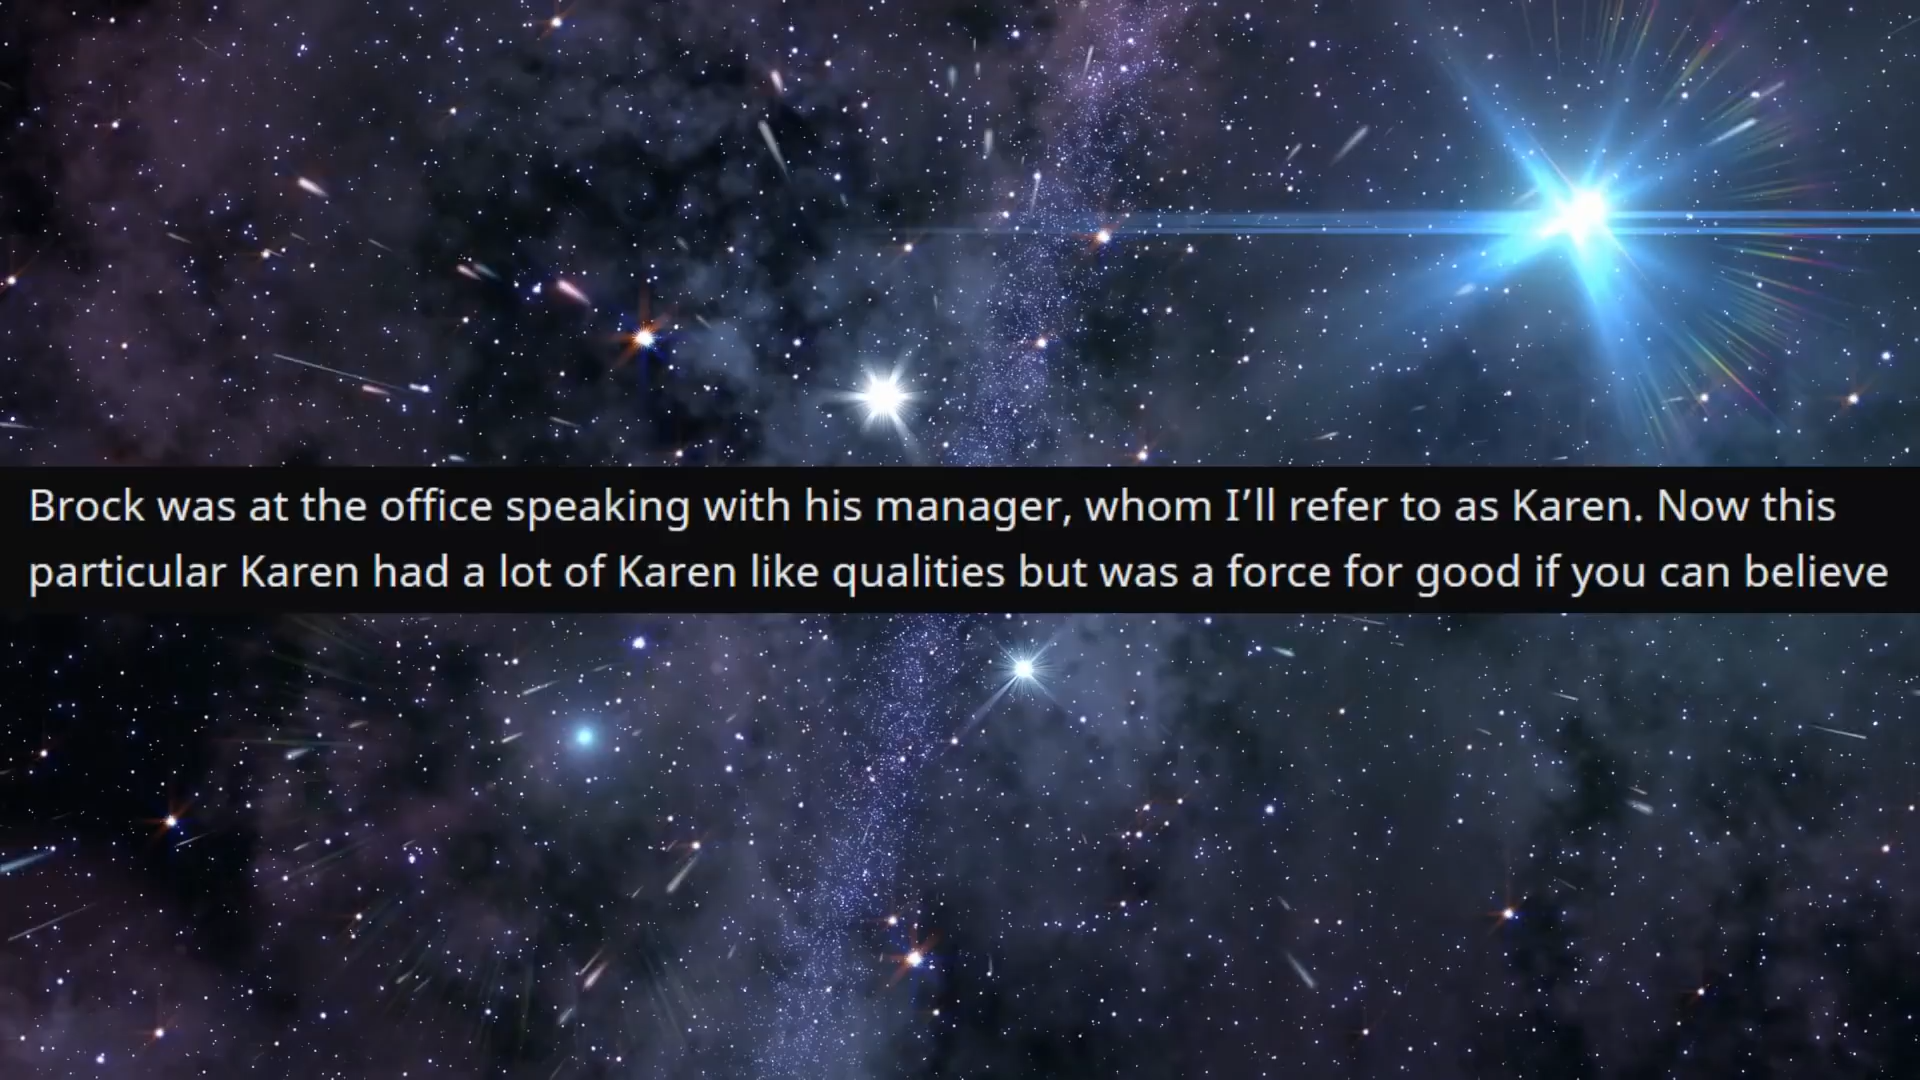 Brock was at the office speaking with his manager, whom I’ll refer to as Karen. Now this
particular Karen had a lot of Karen like qualities but was a force for good if you can believe